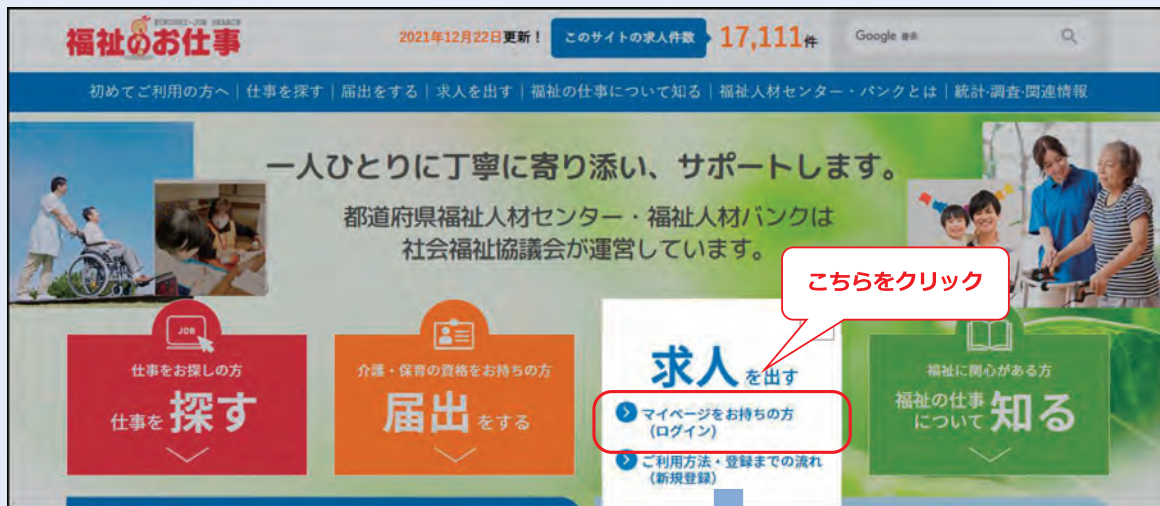 FUKUSHI-JOB SEARCH
福祉のお仕事
2021年12月22日更新！
このサイトの求人件数
17,111件
Google 検索
初めてご利用の方へ｜仕事を探す｜届出をする｜求人を出す｜福祉の仕事について知る｜福祉人材センター・バンクとは｜統計·調査·関連情報
一人ひとりに丁寧に寄り添い、サポートします。
都道府県福祉人材センター・福祉人材バンクは
社会福祉協議会が運営しています。
こちらをクリック
JOB
仕事をお探しの方
仕事を探す
介護・保育の資格をお持ちの方
届出をする
求人を出す
マイページをお持ちの方
（ログイン）
ご利用方法・登録までの流れ
（新規登録）
福祉に関心がある方
福祉の仕事
について知る